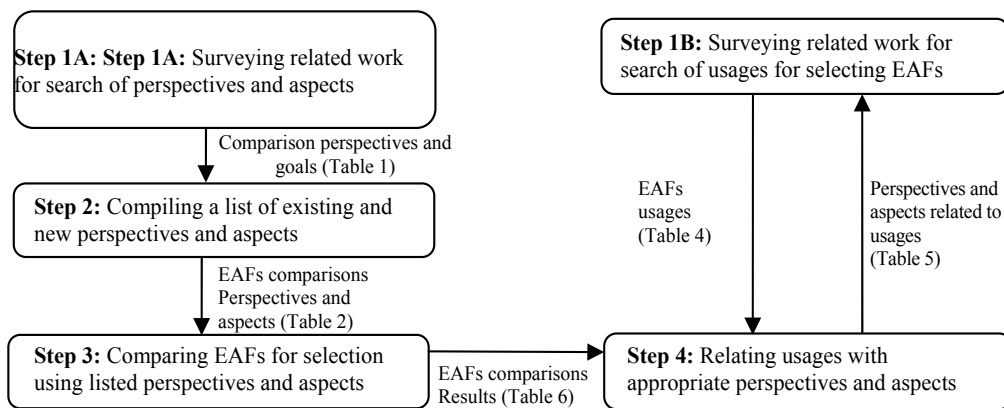 Step 1A: Step 1A: Surveying related work
for search of perspectives and aspects
Comparison perspectives and
goals (Table 1)
Step 2: Compiling a list of existing and
new perspectives and aspects
EAFs comparisons
Perspectives and
aspects (Table 2)
Step 3: Comparing EAFs for selection
using listed perspectives and aspects
EAFs comparisons
Results (Table 6)
Step 1B: Surveying related work for
search of usages for selecting EAFs
EAFs
usages
(Table 4)
Perspectives and
aspects related to
usages
(Table 5)
Step 4: Relating usages with
appropriate perspectives and aspects